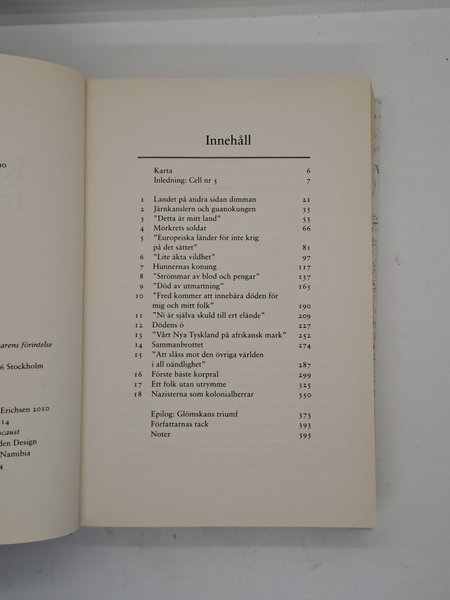 arens förintelse
6 Stockholm
Erichsen 2010
14
ocaust
den Design
Namibia
4
Innehåll
Karta 6
Inledning: Cell nr 5 7
1 Landet på andra sidan dimman 21
2 Järnkanslern och guanokungen 35
3 ”Detta är mitt land” 53
4 Mörkrets soldat 66
5 ”Europeiska länder för inte krig
på det sättet” 81
6 ”Lite äkta vildhet” 97
7 Hunnernas konung 117
8 ”Strömmar av blod och pengar” 137
9 ”Död av utmattning” 165
10 ”Fred kommer att innebära döden för
mig och mitt folk” 190
11 ”Ni är själva skuld till ert elände” 209
12 Dödens ö 227
13 ”Vårt Nya Tyskland på afrikansk mark” 252
14 Sammanbrottet 274
15 ”Att slåss mot den övriga världen
i all oändlighet” 287
16 Förste bäste korpral 299
17 Ett folk utan utrymme 325
18 Nazisterna som kolonialherrar 350
Epilog: Glömskans triumf 373
Författarnas tack 393
Noter 395